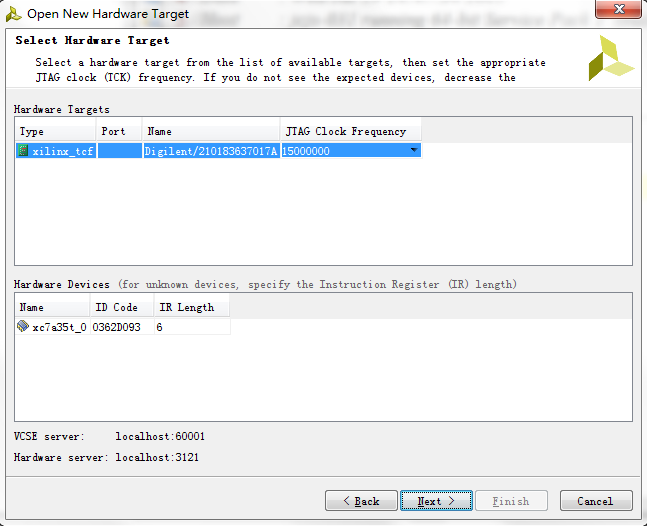 Open New Hardware Target
Select Hardware Target
Select a hardware target from the list of available targets, then set the appropriate
JTAG clock (TCK) frequency. If you do not see the expected devices, decrease the
Hardware Targets
Type Port Name JTAG Clock Frequency
xilinx_tcf Digilent/210183637017A 15000000
Hardware Devices (for unknown devices, specify the Instruction Register (IR) length)
Name ID Code IR Length
xc7a35t_0 0362D093 6
VCSE server: localhost:60001
Hardware server: localhost:3121
< Back Next > Finish Cancel